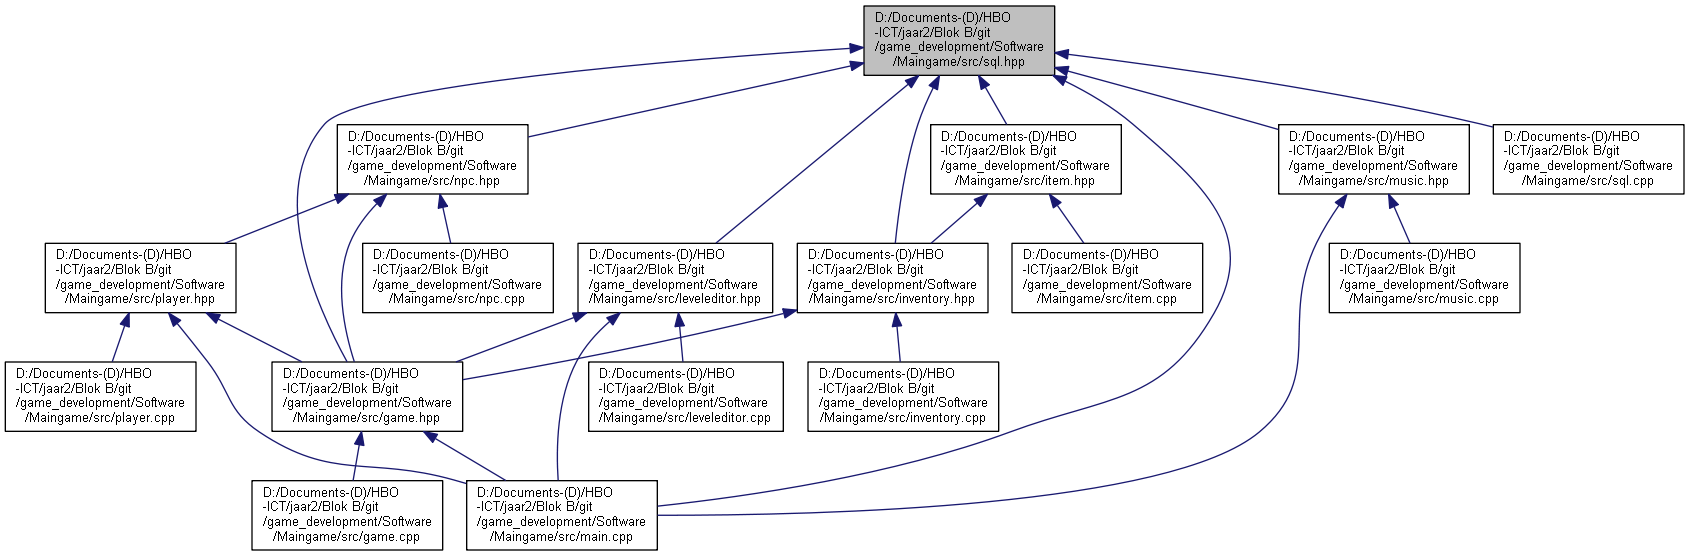 D:/Documents-(D)/HBO
-ICT/jaar2/Blok B/git
/game_development/Software
/Maingame/src/sql.hpp
D:/Documents-(D)/HBO
-ICT/jaar2/Blok B/git
/game_development/Software
/Maingame/src/npc.hpp
D:/Documents-(D)/HBO
-ICT/jaar2/Blok B/git
/game_development/Software
/Maingame/src/item.hpp
D:/Documents-(D)/HBO
-ICT/jaar2/Blok B/git
/game_development/Software
/Maingame/src/music.hpp
D:/Documents-(D)/HBO
-ICT/jaar2/Blok B/git
/game_development/Software
/Maingame/src/sql.cpp
D:/Documents-(D)/HBO
-ICT/jaar2/Blok B/git
/game_development/Software
/Maingame/src/player.hpp
D:/Documents-(D)/HBO
-ICT/jaar2/Blok B/git
/game_development/Software
/Maingame/src/npc.cpp
D:/Documents-(D)/HBO
-ICT/jaar2/Blok B/git
/game_development/Software
/Maingame/src/leveleditor.hpp
D:/Documents-(D)/HBO
-ICT/jaar2/Blok B/git
/game_development/Software
/Maingame/src/inventory.hpp
D:/Documents-(D)/HBO
-ICT/jaar2/Blok B/git
/game_development/Software
/Maingame/src/item.cpp
D:/Documents-(D)/HBO
-ICT/jaar2/Blok B/git
/game_development/Software
/Maingame/src/music.cpp
D:/Documents-(D)/HBO
-ICT/jaar2/Blok B/git
/game_development/Software
/Maingame/src/player.cpp
D:/Documents-(D)/HBO
-ICT/jaar2/Blok B/git
/game_development/Software
/Maingame/src/game.hpp
D:/Documents-(D)/HBO
-ICT/jaar2/Blok B/git
/game_development/Software
/Maingame/src/leveleditor.cpp
D:/Documents-(D)/HBO
-ICT/jaar2/Blok B/git
/game_development/Software
/Maingame/src/inventory.cpp
D:/Documents-(D)/HBO
-ICT/jaar2/Blok B/git
/game_development/Software
/Maingame/src/game.cpp
D:/Documents-(D)/HBO
-ICT/jaar2/Blok B/git
/game_development/Software
/Maingame/src/main.cpp